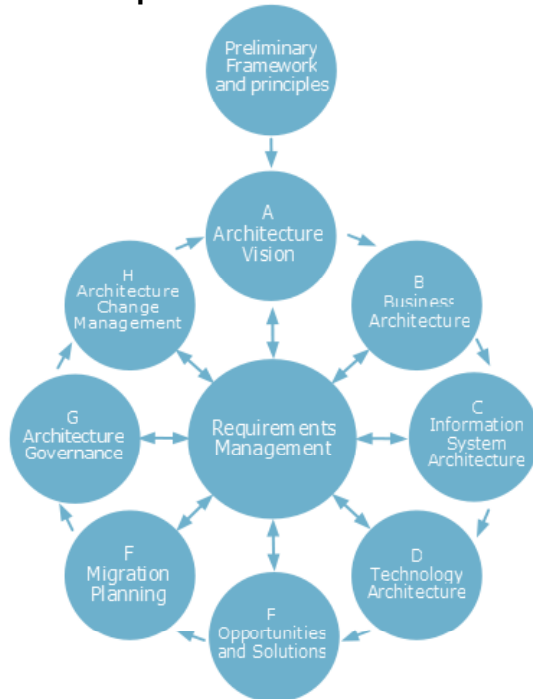 Preliminary
Framework
and principles
A
Architecture
Vision
B
Business
Architecture
C
Information
System
Architecture
D
Technology
Architecture
F
Opportunities
and Solutions
F
Migration
Planning
G
Architecture
Governance
H
Architecture
Change
Management
Requirements
Management